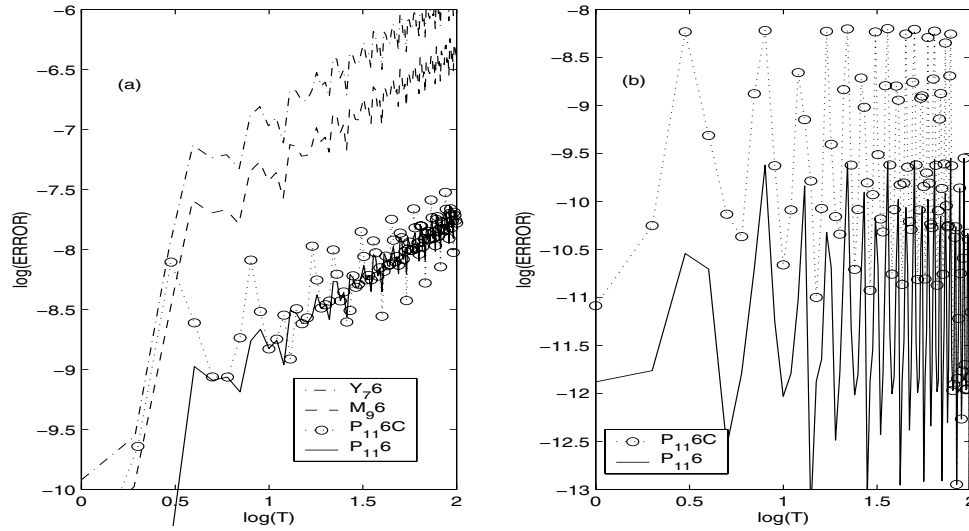 −6
−6.5
−7
−7.5
−8
−8.5
−9
−9.5
−10
0
0.5
1
1.5
2
log(T)
log(ERROR)
(a)
Y₇6
M₉6
P₁₁6C
P₁₁6
−8
−8.5
−9
−9.5
−10
−10.5
−11
−11.5
−12
−12.5
−13
0
0.5
1
1.5
2
log(T)
log(ERROR)
(b)
P₁₁6C
P₁₁6